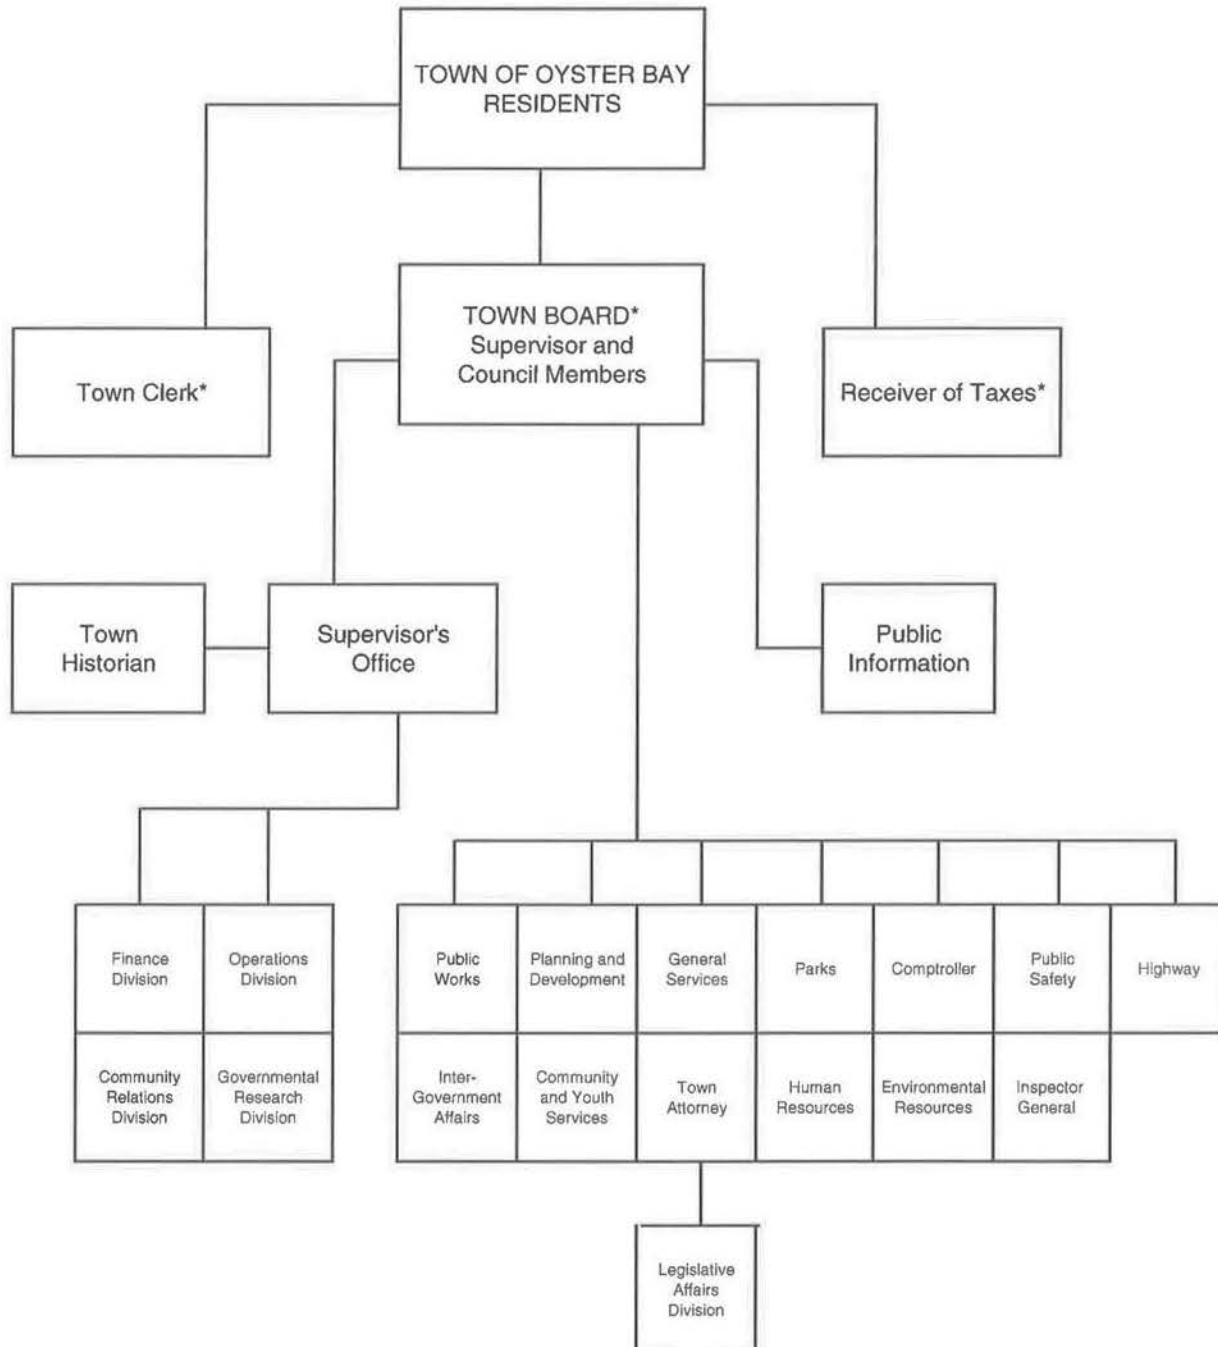 TOWN OF OYSTER BAY
RESIDENTS
TOWN BOARD*
Supervisor and
Council Members
Town Clerk*
Receiver of Taxes*
Town
Historian
Supervisor's
Office
Public
Information
Finance
Division
Operations
Division
Community
Relations
Division
Governmental
Research
Division
Public
Works
Planning and
Development
General
Services
Parks
Comptroller
Public
Safety
Highway
Inter-
Government
Affairs
Community
and Youth
Services
Town
Attorney
Human
Resources
Environmental
Resources
Inspector
General
Legislative
Affairs
Division